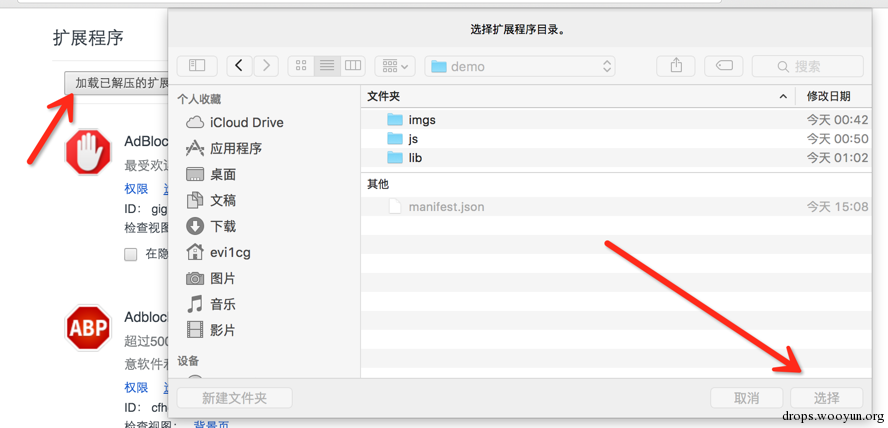 选择扩展程序目录。
扩展程序
demo
搜索
加载已解压的扩展
个人收藏
iCloud Drive
应用程序
桌面
文稿
下载
evi1cg
图片
音乐
影片
设备
文件夹
修改日期
imgs
今天 00:42
js
今天 00:50
lib
今天 01:02
其他
manifest.json
今天 15:08
AdBloc
最受欢
权限
ID: gig
检查视图
在隐
Adbloc
超过500
意软件
权限
ID: cfh
检查视图: 背景页
新建文件夹
取消
选择
drops.wooyun.org